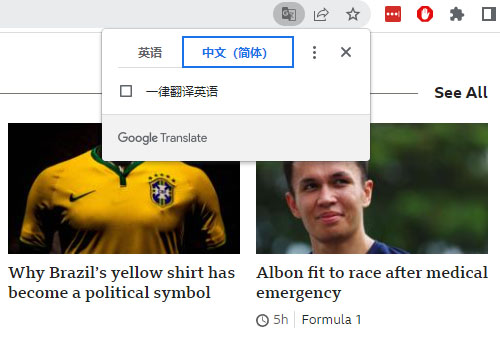 英语
中文（简体）
一律翻译英语
Google Translate
See All
Why Brazil’s yellow shirt has
become a political symbol
Albon fit to race after medical
emergency
5h
Formula 1